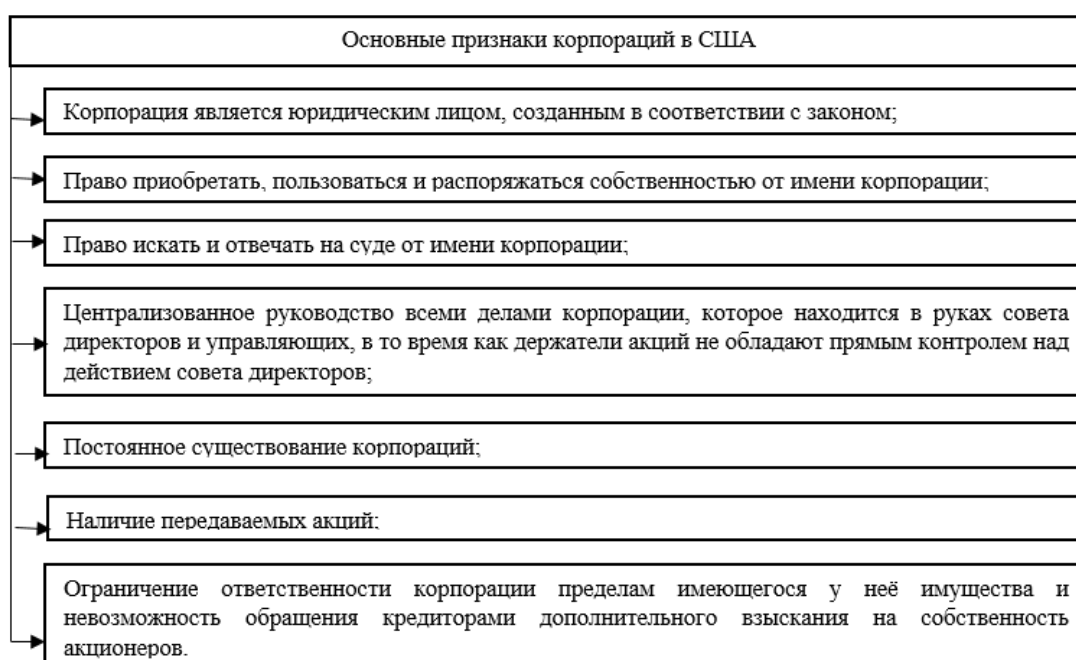 Основные признаки корпораций в США
Корпорация является юридическим лицом, созданным в соответствии с законом;
Право приобретать, пользоваться и распоряжаться собственностью от имени корпорации;
Право искать и отвечать на суде от имени корпорации;
Централизованное руководство всеми делами корпорации, которое находится в руках совета
директоров и управляющих, в то время как держатели акций не обладают прямым контролем над
действием совета директоров;
Постоянное существование корпораций;
Наличие передаваемых акций;
Ограничение ответственности корпорации пределам имеющегося у неё имущества и
невозможность обращения кредиторами дополнительного взыскания на собственность
акционеров.